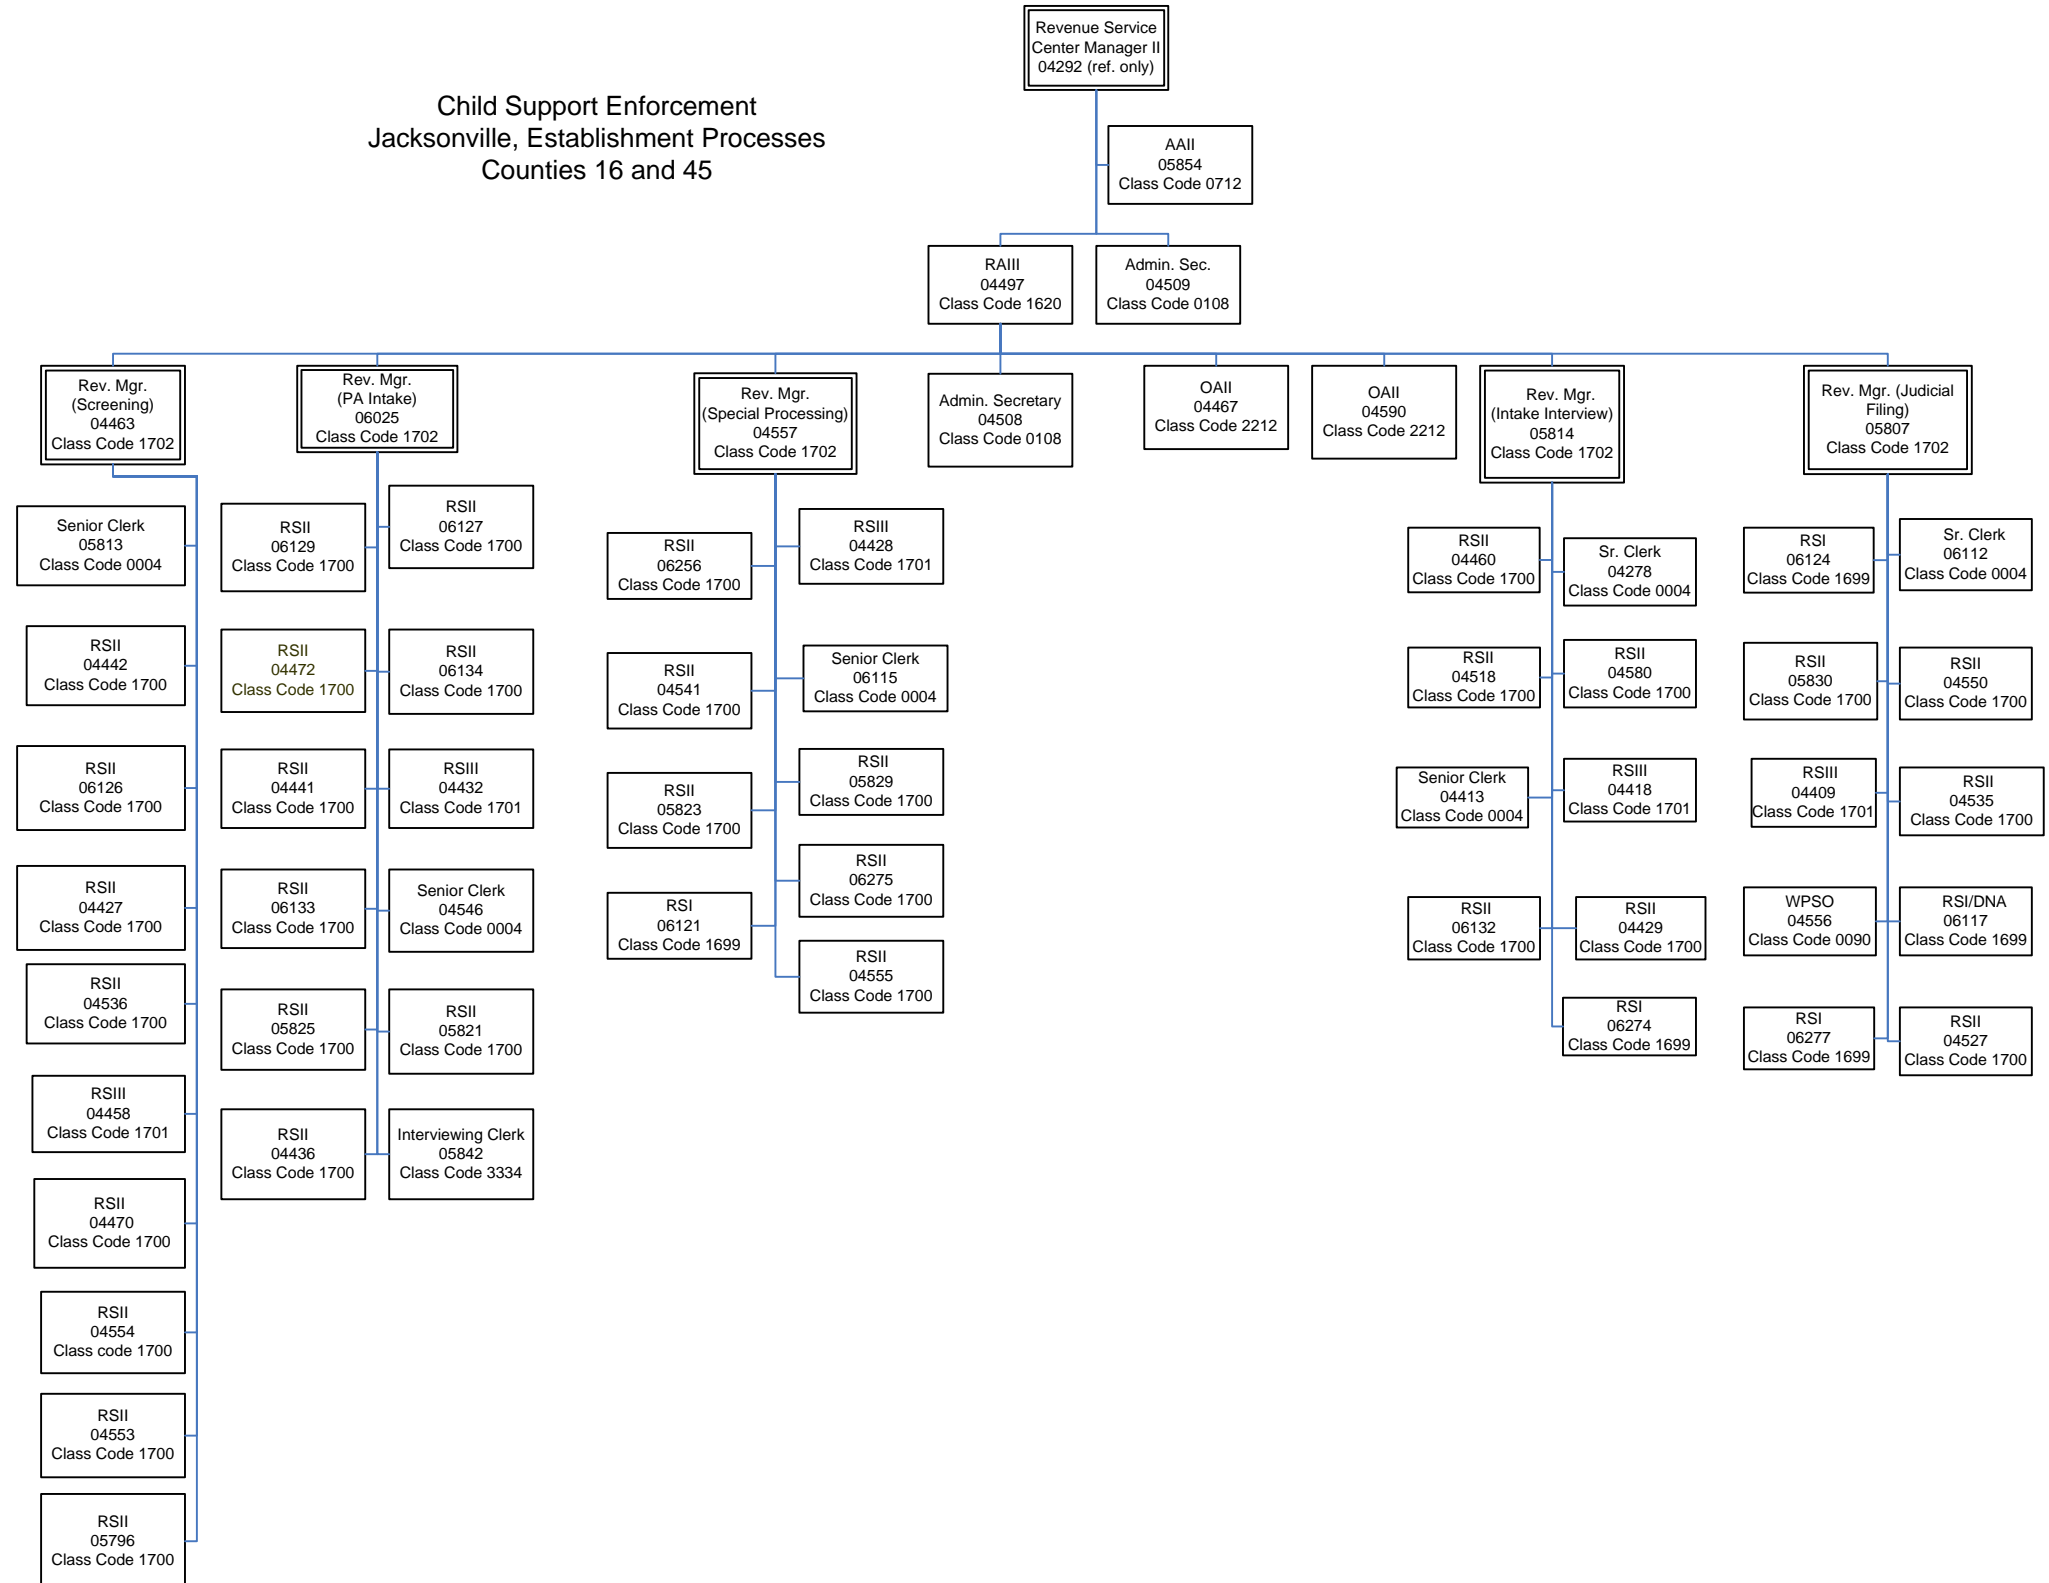 Revenue Service
Center Manager II
04292 (ref. only)
Child Support Enforcement
Jacksonville, Establishment Processes
Counties 16 and 45
AAII
05854
Class Code 0712
RAIII
04497
Class Code 1620
Admin. Sec.
04509
Class Code 0108
Rev. Mgr.
(Screening)
04463
Class Code 1702
Rev. Mgr.
(PA Intake)
06025
Class Code 1702
Rev. Mgr.
(Special Processing)
04557
Class Code 1702
Admin. Secretary
04508
Class Code 0108
OAII
04467
Class Code 2212
OAII
04590
Class Code 2212
Rev. Mgr.
(Intake Interview)
05814
Class Code 1702
Rev. Mgr. (Judicial
Filing)
05807
Class Code 1702
Senior Clerk
05813
Class Code 0004
RSII
04442
Class Code 1700
RSII
06126
Class Code 1700
RSII
04427
Class Code 1700
RSII
04536
Class Code 1700
RSIII
04458
Class Code 1701
RSII
04470
Class Code 1700
RSII
04554
Class code 1700
RSII
04553
Class Code 1700
RSII
05796
Class Code 1700
RSII
06129
Class Code 1700
RSII
06127
Class Code 1700
RSII
04472
Class Code 1700
RSII
06134
Class Code 1700
RSII
04441
Class Code 1700
RSIII
04432
Class Code 1701
RSII
06133
Class Code 1700
Senior Clerk
04546
Class Code 0004
RSII
05825
Class Code 1700
RSII
05821
Class Code 1700
RSII
04436
Class Code 1700
Interviewing Clerk
05842
Class Code 3334
RSII
06256
Class Code 1700
RSIII
04428
Class Code 1701
RSII
04541
Class Code 1700
Senior Clerk
06115
Class Code 0004
RSII
05823
Class Code 1700
RSII
05829
Class Code 1700
RSII
06275
Class Code 1700
RSI
06121
Class Code 1699
RSII
04555
Class Code 1700
RSII
04460
Class Code 1700
Sr. Clerk
04278
Class Code 0004
RSII
04518
Class Code 1700
RSII
04580
Class Code 1700
Senior Clerk
04413
Class Code 0004
RSIII
04418
Class Code 1701
RSII
06132
Class Code 1700
RSII
04429
Class Code 1700
RSI
06274
Class Code 1699
RSI
06124
Class Code 1699
Sr. Clerk
06112
Class Code 0004
RSII
05830
Class Code 1700
RSII
04550
Class Code 1700
RSIII
04409
Class Code 1701
RSII
04535
Class Code 1700
WPSO
04556
Class Code 0090
RSI/DNA
06117
Class Code 1699
RSI
06277
Class Code 1699
RSII
04527
Class Code 1700